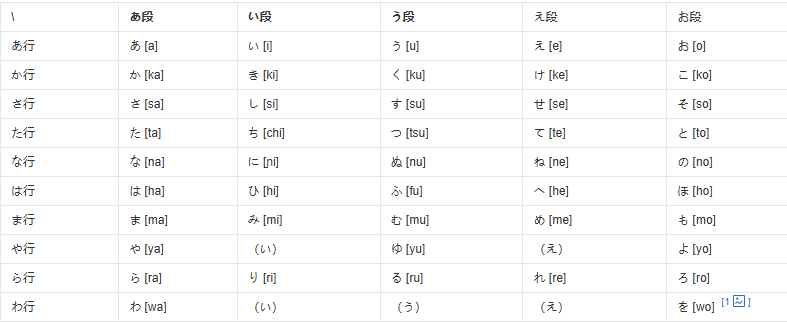 \ あ段 い段 う段 え段 お段
あ行 あ [a] い [i] う [u] え [e] お [o]
か行 か [ka] き [ki] く [ku] け [ke] こ [ko]
さ行 さ [sa] し [si] す [su] せ [se] そ [so]
た行 た [ta] ち [chi] つ [tsu] て [te] と [to]
な行 な [na] に [ɲi] ぬ [nu] ね [ne] の [no]
は行 は [ha] ひ [hi] ふ [fu] へ [he] ほ [ho]
ま行 ま [ma] み [mi] む [mu] め [me] も [mo]
や行 や [ya] （い） ゆ [yu] （え） よ [yo]
ら行 ら [ra] り [ri] る [ru] れ [re] ろ [ro]
わ行 わ [wa] （い） （う） （え） を [wo] [1]